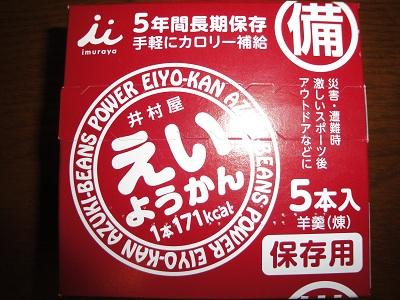 imuraya
5年間長期保存
手軽にカロリー補給
備
災害・遭難時
激しいスポーツ後
アウトドアなどに
AZUKI-BEANS POWER EIYO-KAN AZUKI-BEANS POWER EIYO-KAN
井村屋
えいようかん
1本171kcal
5本入
羊羹(煉)
保存用